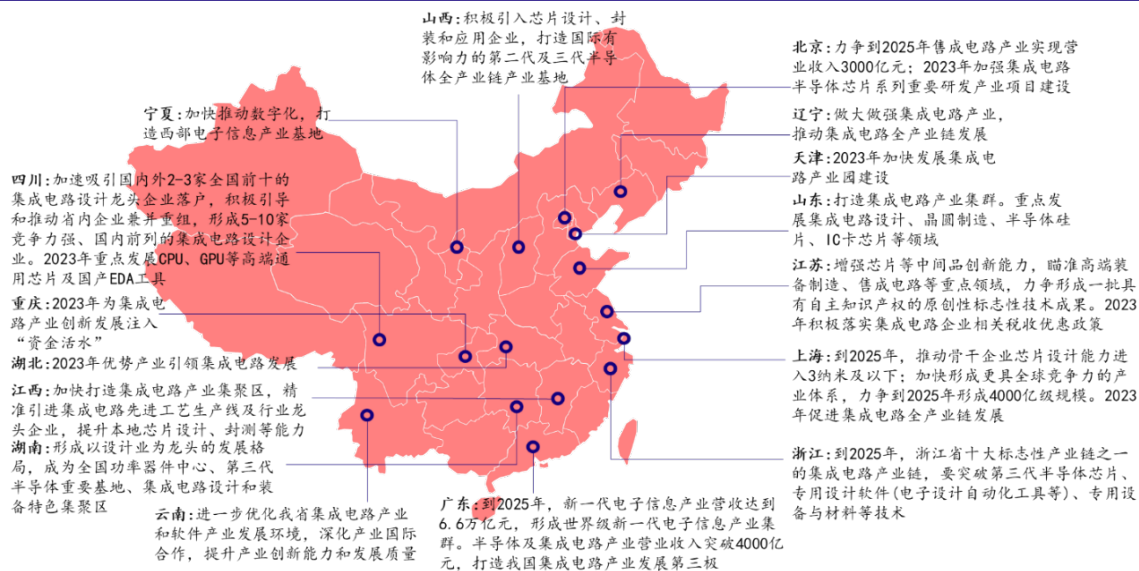 山西:积极引入芯片设计、封
装和应用企业,打造国际有
影响力的第二代及三代半导
体全产业链产业基地
宁夏:加快推动数字化,打
造西部电子信息产业基地
四川:加速吸引国内外2-3家全国前十的
集成电路设计龙头企业落户,积极引导
和推动省内企业兼并重组,形成5-10家
竞争力强、国内前列的集成电路设计企
业。2023年重点发展CPU、GPU等高端通
用芯片及国产EDA工具
重庆:2023年为集成电
路产业创新发展注入
“资金活水”
湖北:2023年优势产业引领集成电路发展
江西:加快打造集成电路产业集聚区,精
准引进集成电路先进工艺生产线及行业龙
头企业,提升本地芯片设计、封测等能力
湖南:形成以设计业为龙头的发展格
局,成为全国功率器件中心、第三代
半导体重要基地、集成电路设计和装
备特色集聚区
云南:进一步优化我省集成电路产业
和软件产业发展环境,深化产业国际
合作,提升产业创新能力和发展质量
北京:力争到2025年售成电路产业实现营
业收入3000亿元;2023年加强集成电路
半导体芯片系列重要研发产业项目建设
辽宁:做大做强集成电路产业,
推动集成电路全产业链发展
天津:2023年加快发展集成电
路产业园建设
山东:打造集成电路产业集群。重点发
展集成电路设计、晶圆制造、半导体硅
片、IC卡芯片等领域
江苏:增强芯片等中间品创新能力,瞄准高端装
备制造、售成电路等重点领域,力争形成一批具
有自主知识产权的原创性标志性技术成果。2023
年积极落实集成电路企业相关税收优惠政策
上海:到2025年,推动骨干企业芯片设计能力进
入3纳米及以下;加快形成更具全球竞争力的产
业体系,力争到2025年形成4000亿级规模。2023
年促进集成电路全产业链发展
浙江:到2025年,浙江省十大标志性产业链之一
的集成电路产业链,要突破第三代半导体芯片、
专用设计软件(电子设计自动化工具等)、专用设
备与材料等技术
广东:到2025年,新一代电子信息产业营收达到
6.6万亿元,形成世界级新一代电子信息产业集
群。半导体及集成电路产业营业收入突破4000亿
元,打造我国集成电路产业发展第三极